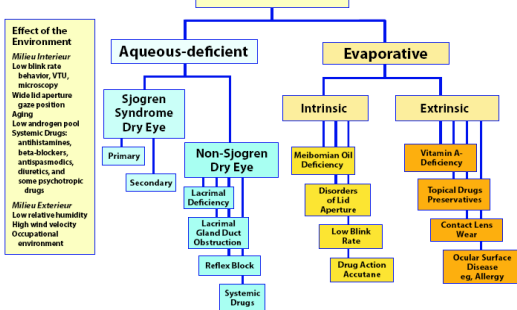 Effect of the
Environment
Milieu Interieur
Low blink rate
behavior, VTU,
microscopy
Wide lid aperture
gaze position
Aging
Low androgen pool
Systemic Drugs:
antihistamines,
beta-blockers,
antispasmodics,
diuretics, and
some psychotropic
drugs
Milieu Exterieur
Low relative humidity
High wind velocity
Occupational
environment
Aqueous-deficient
Sjogren
Syndrome
Dry Eye
Primary
Secondary
Non-Sjogren
Dry Eye
Lacrimal
Deficiency
Lacrimal
Gland Duct
Obstruction
Reflex Block
Systemic
Drugs
Evaporative
Intrinsic
Meibomian Oil
Deficiency
Disorders
of Lid
Aperture
Low Blink
Rate
Drug Action
Accutane
Extrinsic
Vitamin A-
Deficiency
Topical Drugs
Preservatives
Contact Lens
Wear
Ocular Surface
Disease
eg, Allergy